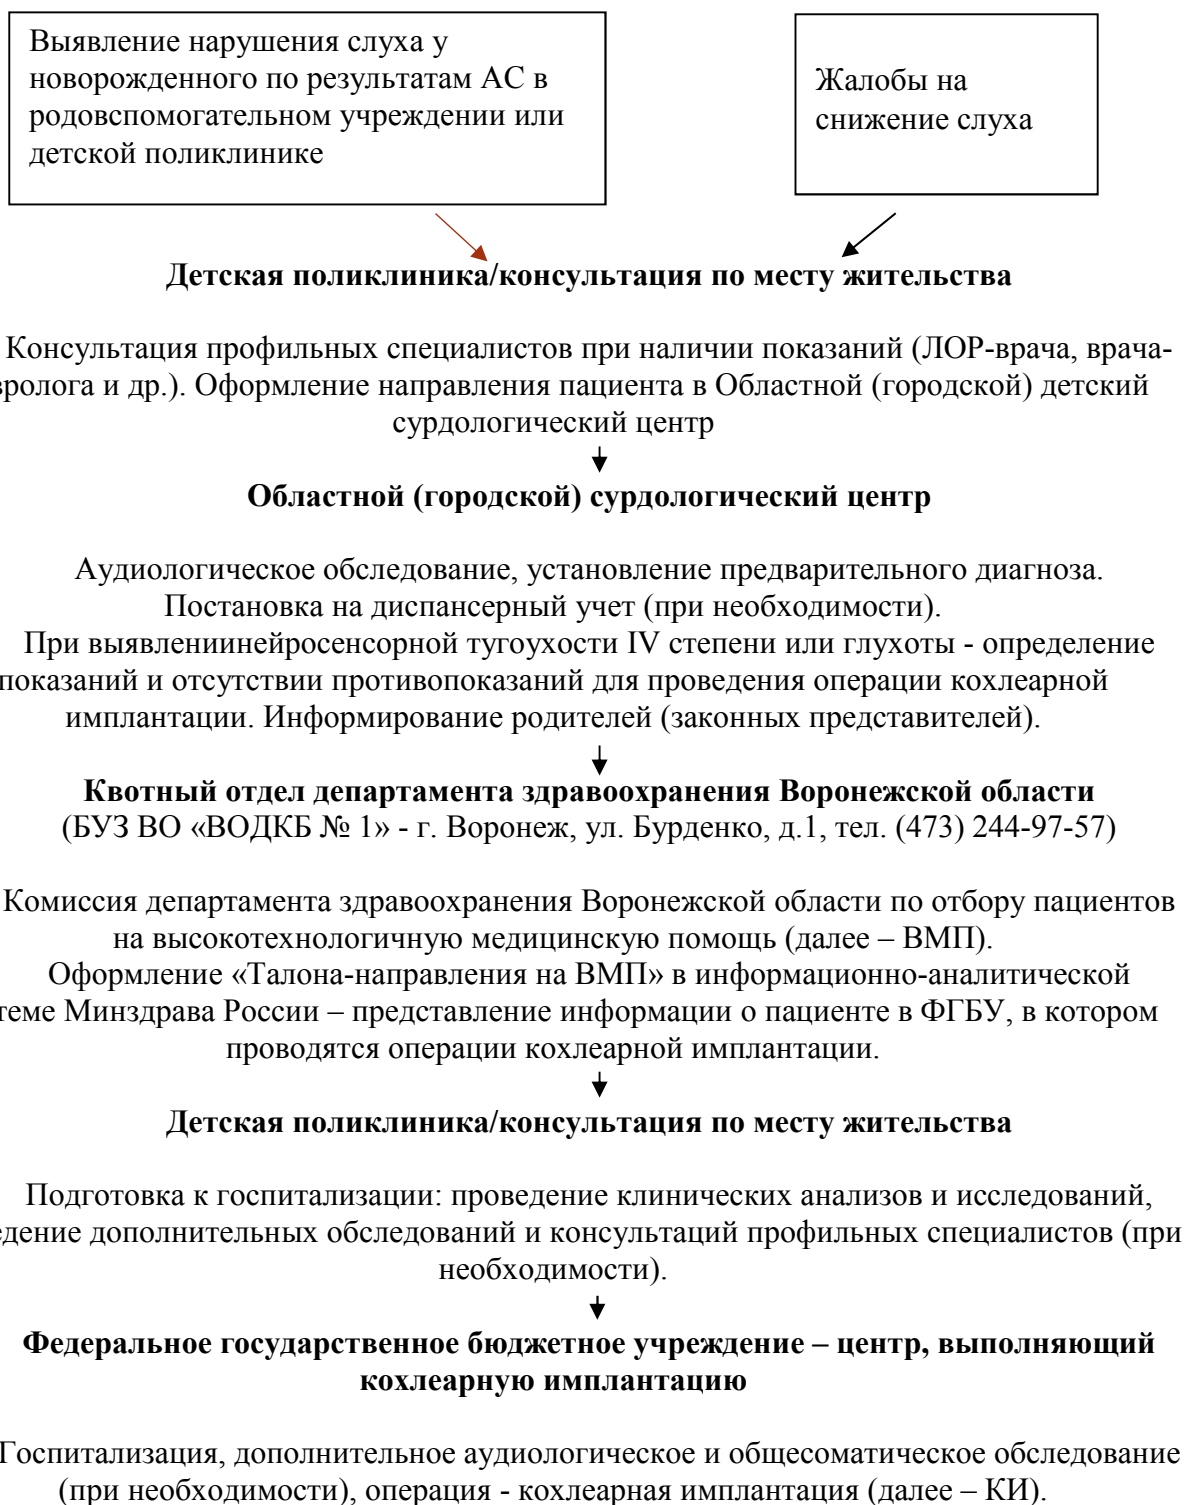 Выявление нарушения слуха у
новорожденного по результатам АС в
родовспомогательном учреждении или
детской поликлинике
Жалобы на
снижение слуха
Детская поликлиника/консультация по месту жительства
Консультация профильных специалистов при наличии показаний (ЛОР-врача, врача-
вролога и др.). Оформление направления пациента в Областной (городской) детский
сурдологический центр
Областной (городской) сурдологический центр
Аудиологическое обследование, установление предварительного диагноза.
Постановка на диспансерный учет (при необходимости).
При выявлениинейросенсорной тугоухости IV степени или глухоты - определение
показаний и отсутствии противопоказаний для проведения операции кохлеарной
имплантации. Информирование родителей (законных представителей).
Квотный отдел департамента здравоохранения Воронежской области
(БУЗ ВО «ВОДКБ № 1» - г. Воронеж, ул. Бурденко, д.1, тел. (473) 244-97-57)
Комиссия департамента здравоохранения Воронежской области по отбору пациентов
на высокотехнологичную медицинскую помощь (далее – ВМП).
Оформление «Талона-направления на ВМП» в информационно-аналитической
теме Минздрава России – представление информации о пациенте в ФГБУ, в котором
проводятся операции кохлеарной имплантации.
Детская поликлиника/консультация по месту жительства
Подготовка к госпитализации: проведение клинических анализов и исследований,
едение дополнительных обследований и консультаций профильных специалистов (при
необходимости).
Федеральное государственное бюджетное учреждение – центр, выполняющий
кохлеарную имплантацию
Госпитализация, дополнительное аудиологическое и общесоматическое обследование
(при необходимости), операция - кохлеарная имплантация (далее – КИ).